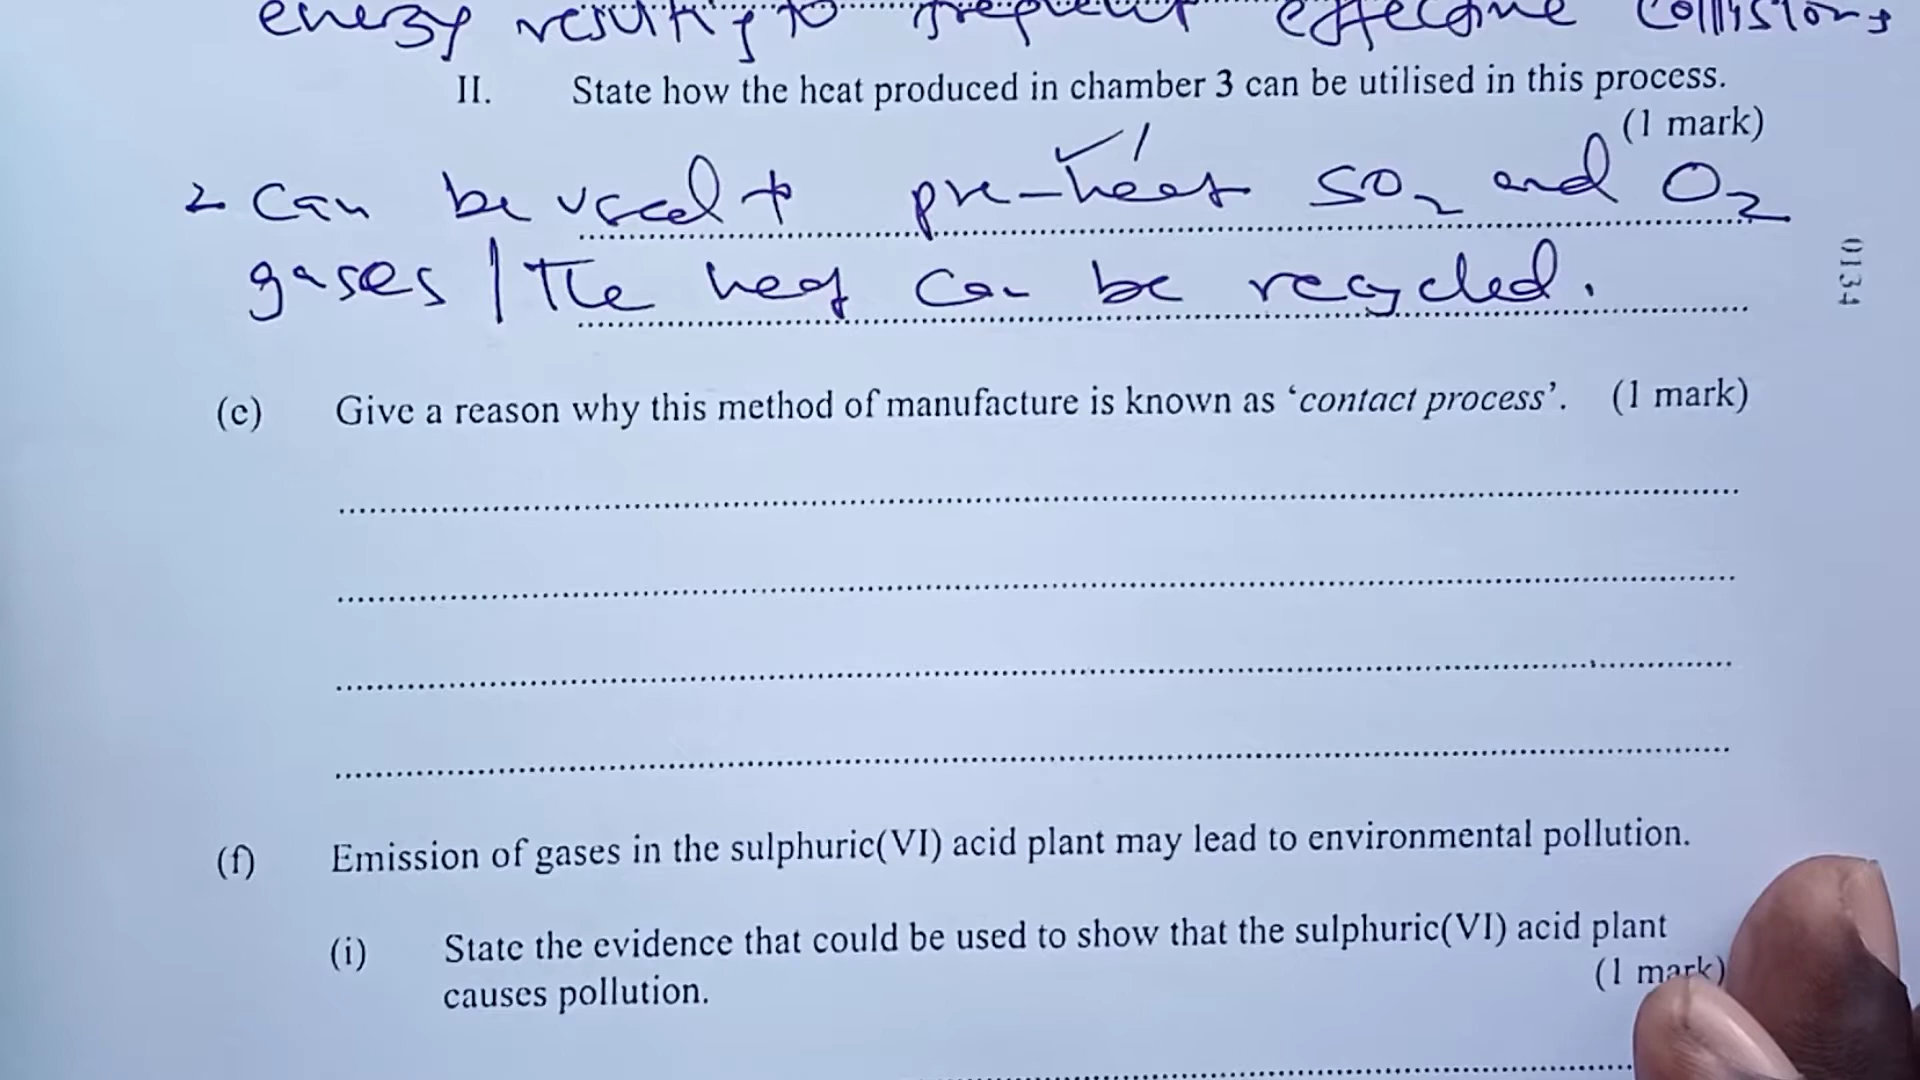 energy resulting to frequent effective collisions
II. State how the heat produced in chamber 3 can be utilised in this process.
(1 mark)
✓1
2 Can be used to pre-heat SO₂ and O₂
gases / The heat can be recycled.
0134
(e) Give a reason why this method of manufacture is known as ‘contact process’. (1 mark)
(f) Emission of gases in the sulphuric(VI) acid plant may lead to environmental pollution.
(i) State the evidence that could be used to show that the sulphuric(VI) acid plant
causes pollution. (1 mark)